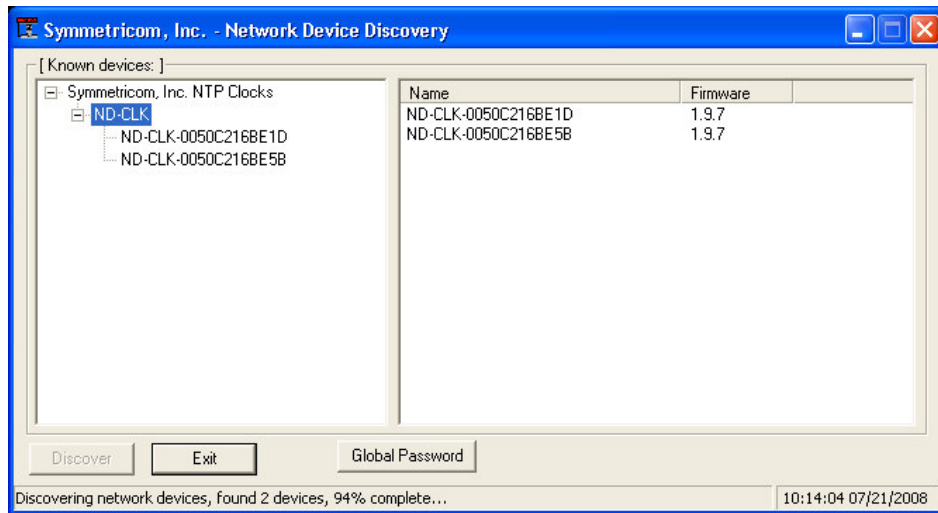 Symmetricom, Inc. - Network Device Discovery
[ Known devices: ]
Symmetricom, Inc. NTP Clocks
ND-CLK
ND-CLK-0050C216BE1D
ND-CLK-0050C216BE5B
Name Firmware
ND-CLK-0050C216BE1D 1.9.7
ND-CLK-0050C216BE5B 1.9.7
Discover Exit Global Password
Discovering network devices, found 2 devices, 94% complete... 10:14:04 07/21/2008